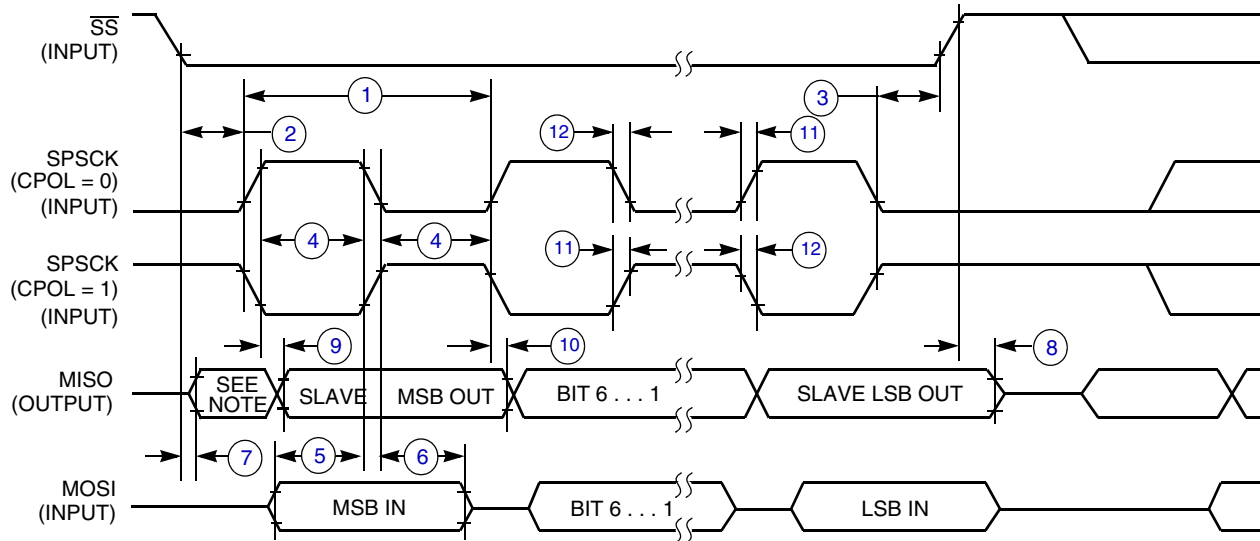 SS
(INPUT)
1
3
2
12
11
SPSCK
(CPOL = 0)
(INPUT)
4
4
11
12
SPSCK
(CPOL = 1)
(INPUT)
9
10
8
MISO
(OUTPUT)
SEE
NOTE
SLAVE
MSB OUT
BIT 6 . . . 1
SLAVE LSB OUT
7
5
6
MOSI
(INPUT)
MSB IN
BIT 6 . . . 1
LSB IN